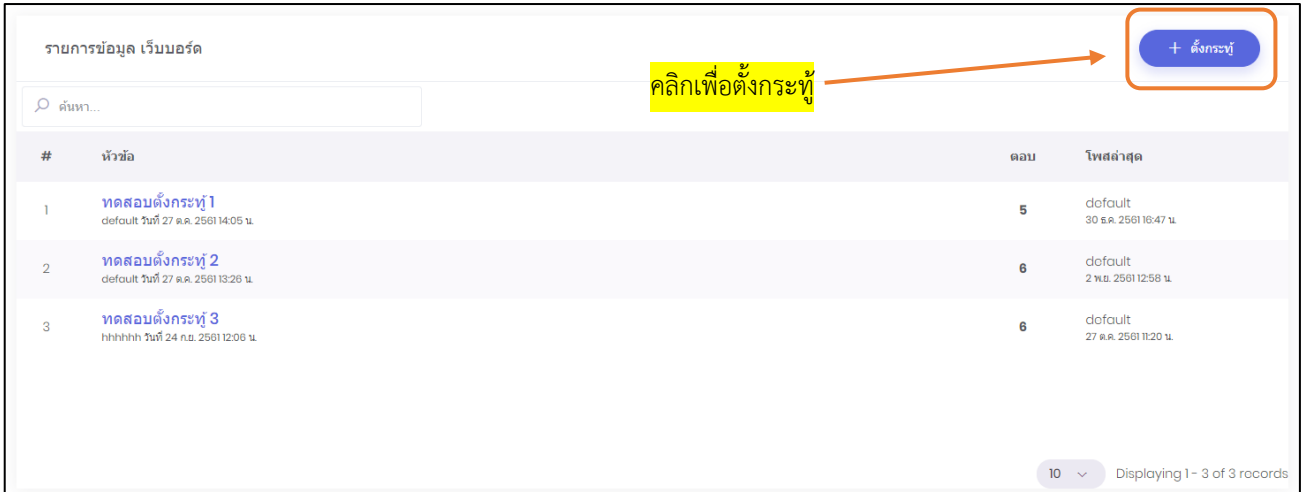 รายการข้อมูล เว็บบอร์ด
+ ตั้งกระทู้
คลิกเพื่อตั้งกระทู้
ค้นหา...
# หัวข้อ ตอบ โพสล่าสุด
1 ทดสอบตั้งกระทู้ 1 5 default
default วันที่ 27 ต.ค. 2561 14:05 น. 30 ธ.ค. 2561 16:47 น.
2 ทดสอบตั้งกระทู้ 2 6 default
default วันที่ 27 ต.ค. 2561 13:26 น. 2 พ.ย. 2561 12:58 น.
3 ทดสอบตั้งกระทู้ 3 6 default
hhhhhh วันที่ 24 ก.ย. 2561 12:06 น. 27 ต.ค. 2561 11:20 น.
10 Displaying 1 - 3 of 3 records